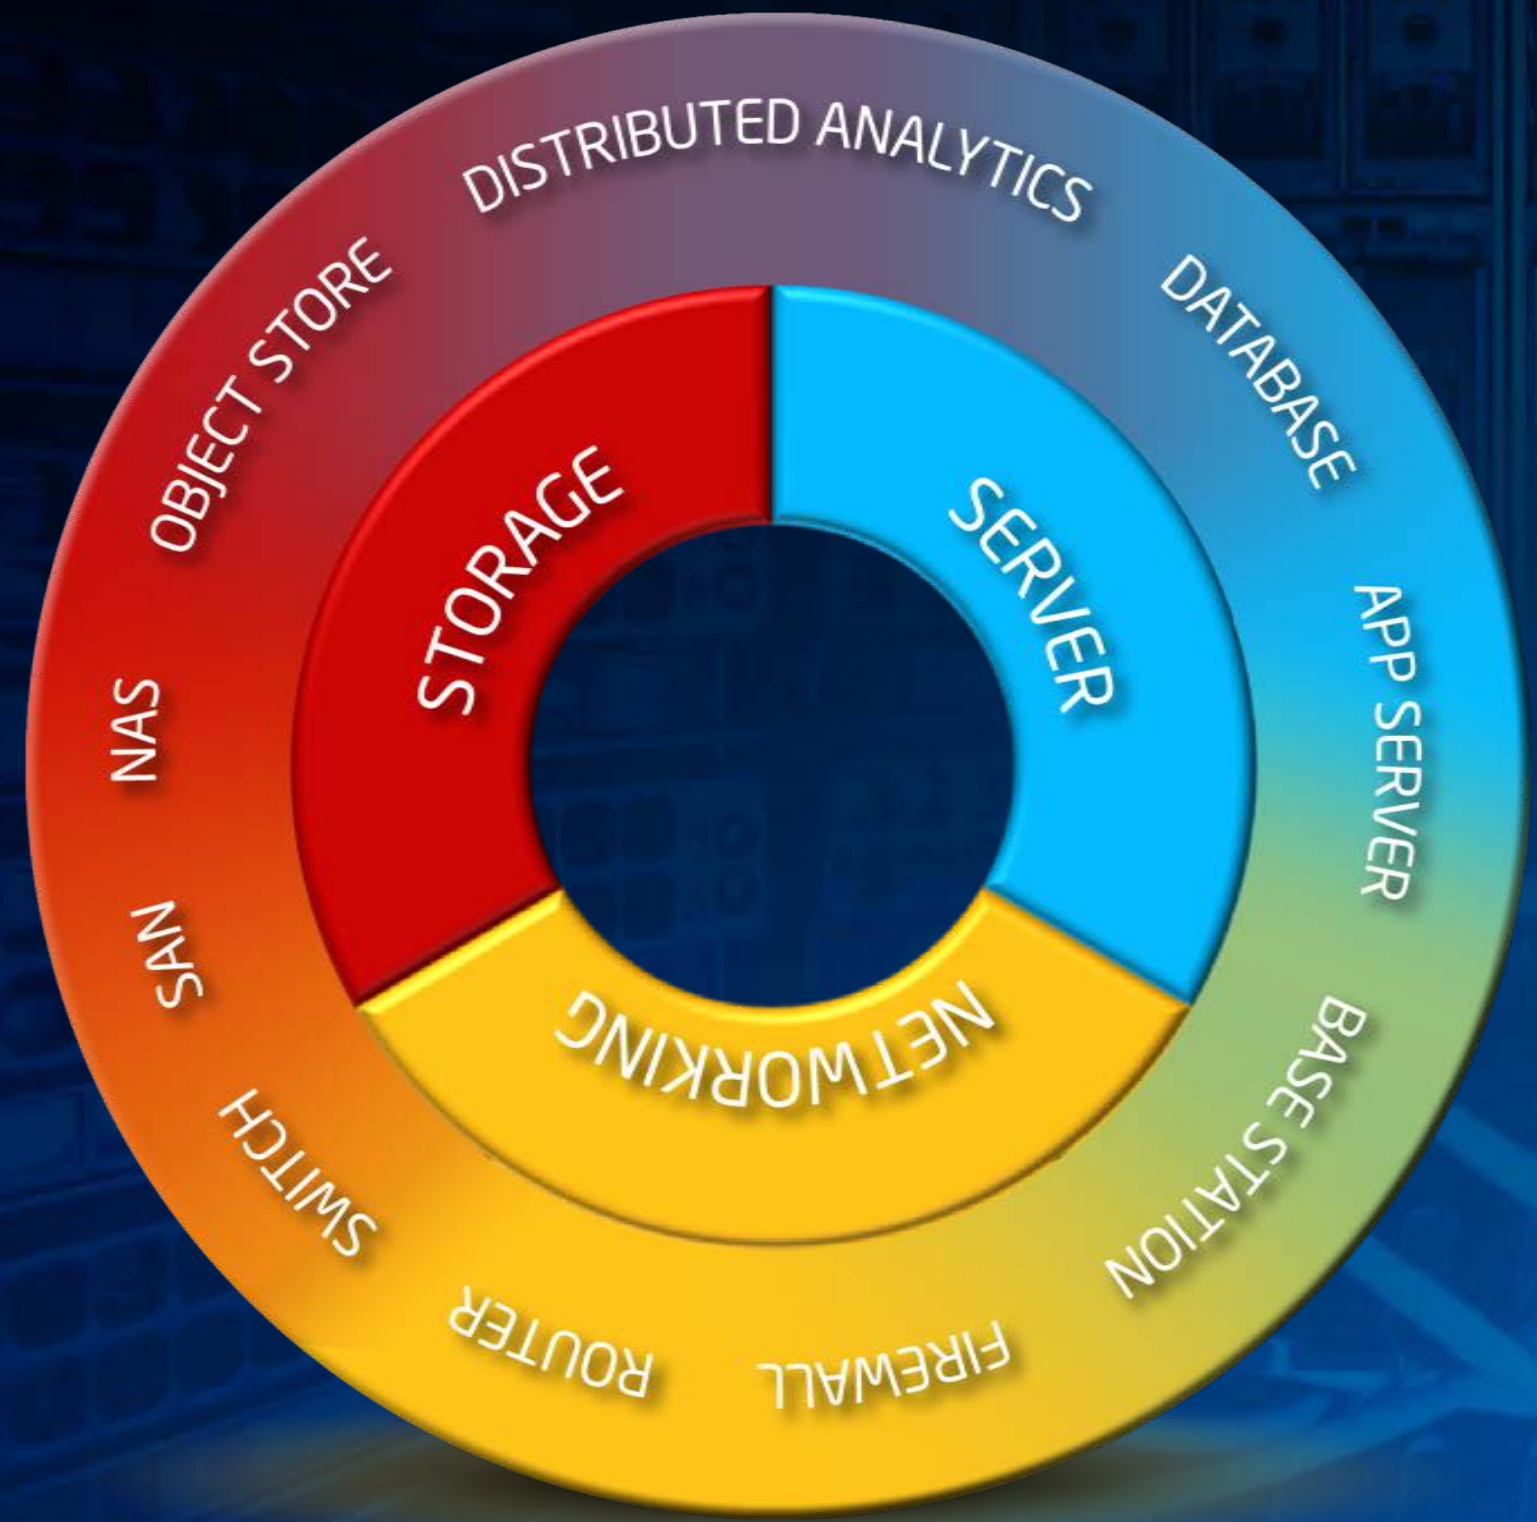 DISTRIBUTED ANALYTICS
DATABASE
APP SERVER
BASE STATION
FIREWALL
ROUTER
SWITCH
SAN
NAS
OBJECT STORE
STORAGE
SERVER
NETWORKING